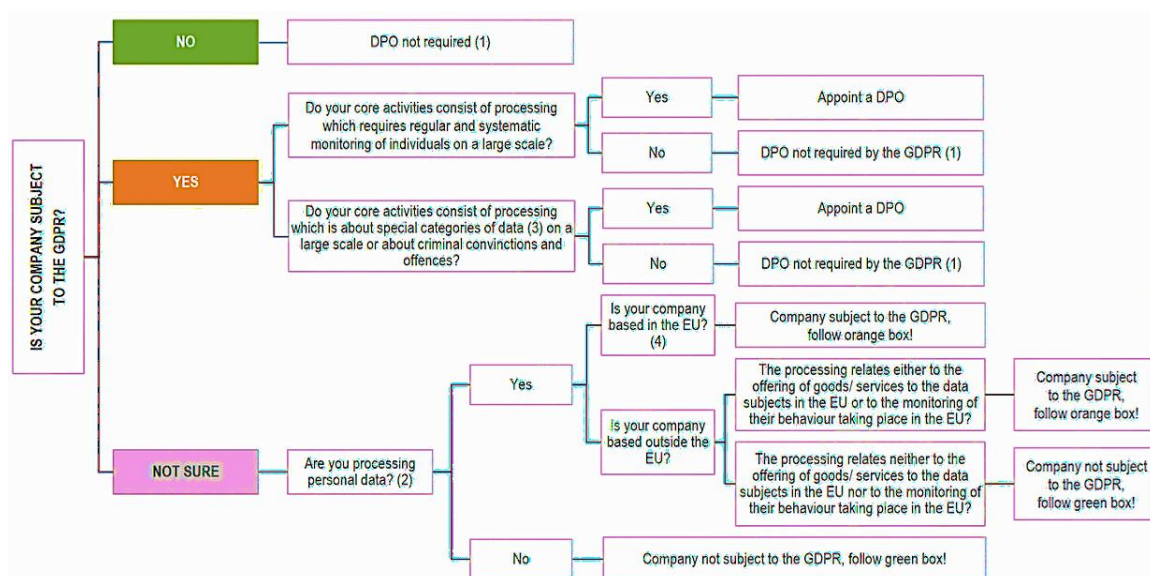 IS YOUR COMPANY SUBJECT
TO THE GDPR?
NO
DPO not required (1)
YES
Do your core activities consist of processing
which requires regular and systematic
monitoring of individuals on a large scale?
Yes
Appoint a DPO
No
DPO not required by the GDPR (1)
Do your core activities consist of processing
which is about special categories of data (3) on a
large scale or about criminal convinctions and
offences?
Yes
Appoint a DPO
No
DPO not required by the GDPR (1)
NOT SURE
Are you processing
personal data? (2)
Yes
Is your company
based in the EU?
(4)
Company subject to the GDPR,
follow orange box!
Is your company
based outside the
EU?
The processing relates either to the
offering of goods/ services to the data
subjects in the EU or to the monitoring of
their behaviour taking place in the EU?
Company subject
to the GDPR,
follow orange box!
The processing relates neither to the
offering of goods/ services to the data
subjects in the EU nor to the monitoring of
their behaviour taking place in the EU?
Company not subject
to the GDPR,
follow green box!
No
Company not subject to the GDPR, follow green box!